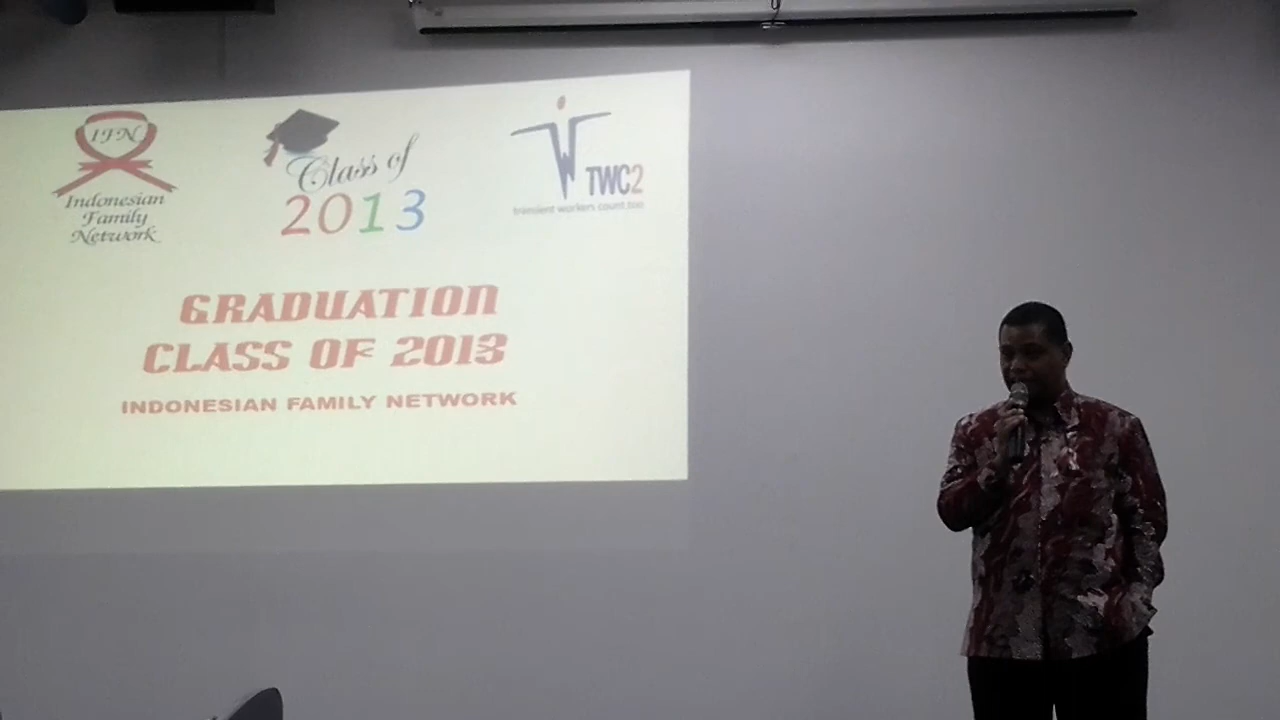 IFN
Indonesian
Family
Network
Class of
2013
TWC2
transient workers count too
GRADUATION
CLASS OF 2013
INDONESIAN FAMILY NETWORK